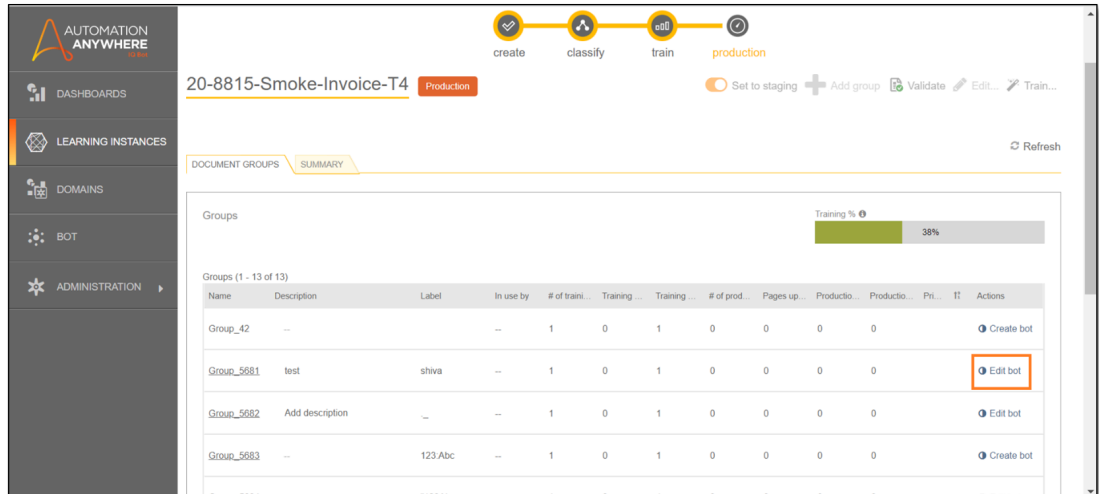 AUTOMATION
ANYWHERE
IQ Bot
create classify train production
20-8815-Smoke-Invoice-T4 Production Set to staging Add group Validate Edit... Train...
DASHBOARDS
LEARNING INSTANCES
DOMAINS
BOT
ADMINISTRATION
Refresh
DOCUMENT GROUPS SUMMARY
Groups Training %
38%
Groups (1 - 13 of 13)
Name Description Label In use by # of traini... Training ... Training ... # of prod... Pages up... Productio... Productio... Pri... Actions
Group_42 -- -- 1 0 1 0 0 0 0 Create bot
Group_5681 test shiva -- 1 0 1 0 0 0 0 Edit bot
Group_5682 Add description ._ -- 1 0 1 0 0 0 0 Edit bot
Group_5683 -- 123 Abc -- 1 0 1 0 0 0 0 Create bot